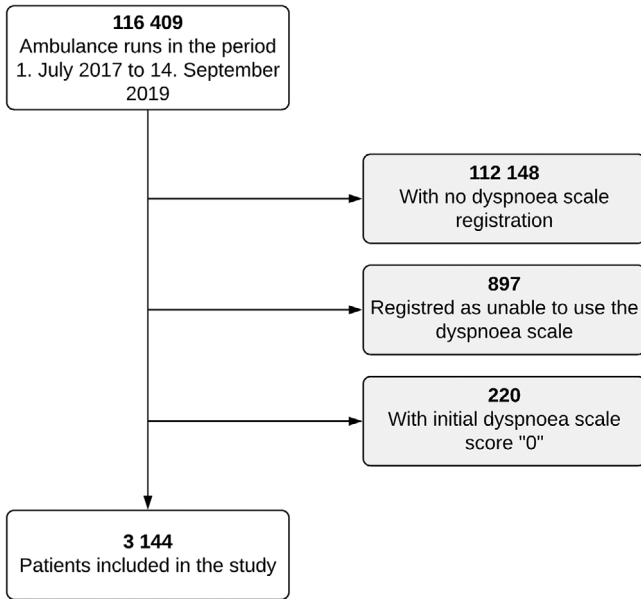 116 409
Ambulance runs in the period
1. July 2017 to 14. September
2019
112 148
With no dyspnoea scale
registration
897
Registred as unable to use the
dyspnoea scale
220
With initial dyspnoea scale
score "0"
3 144
Patients included in the study